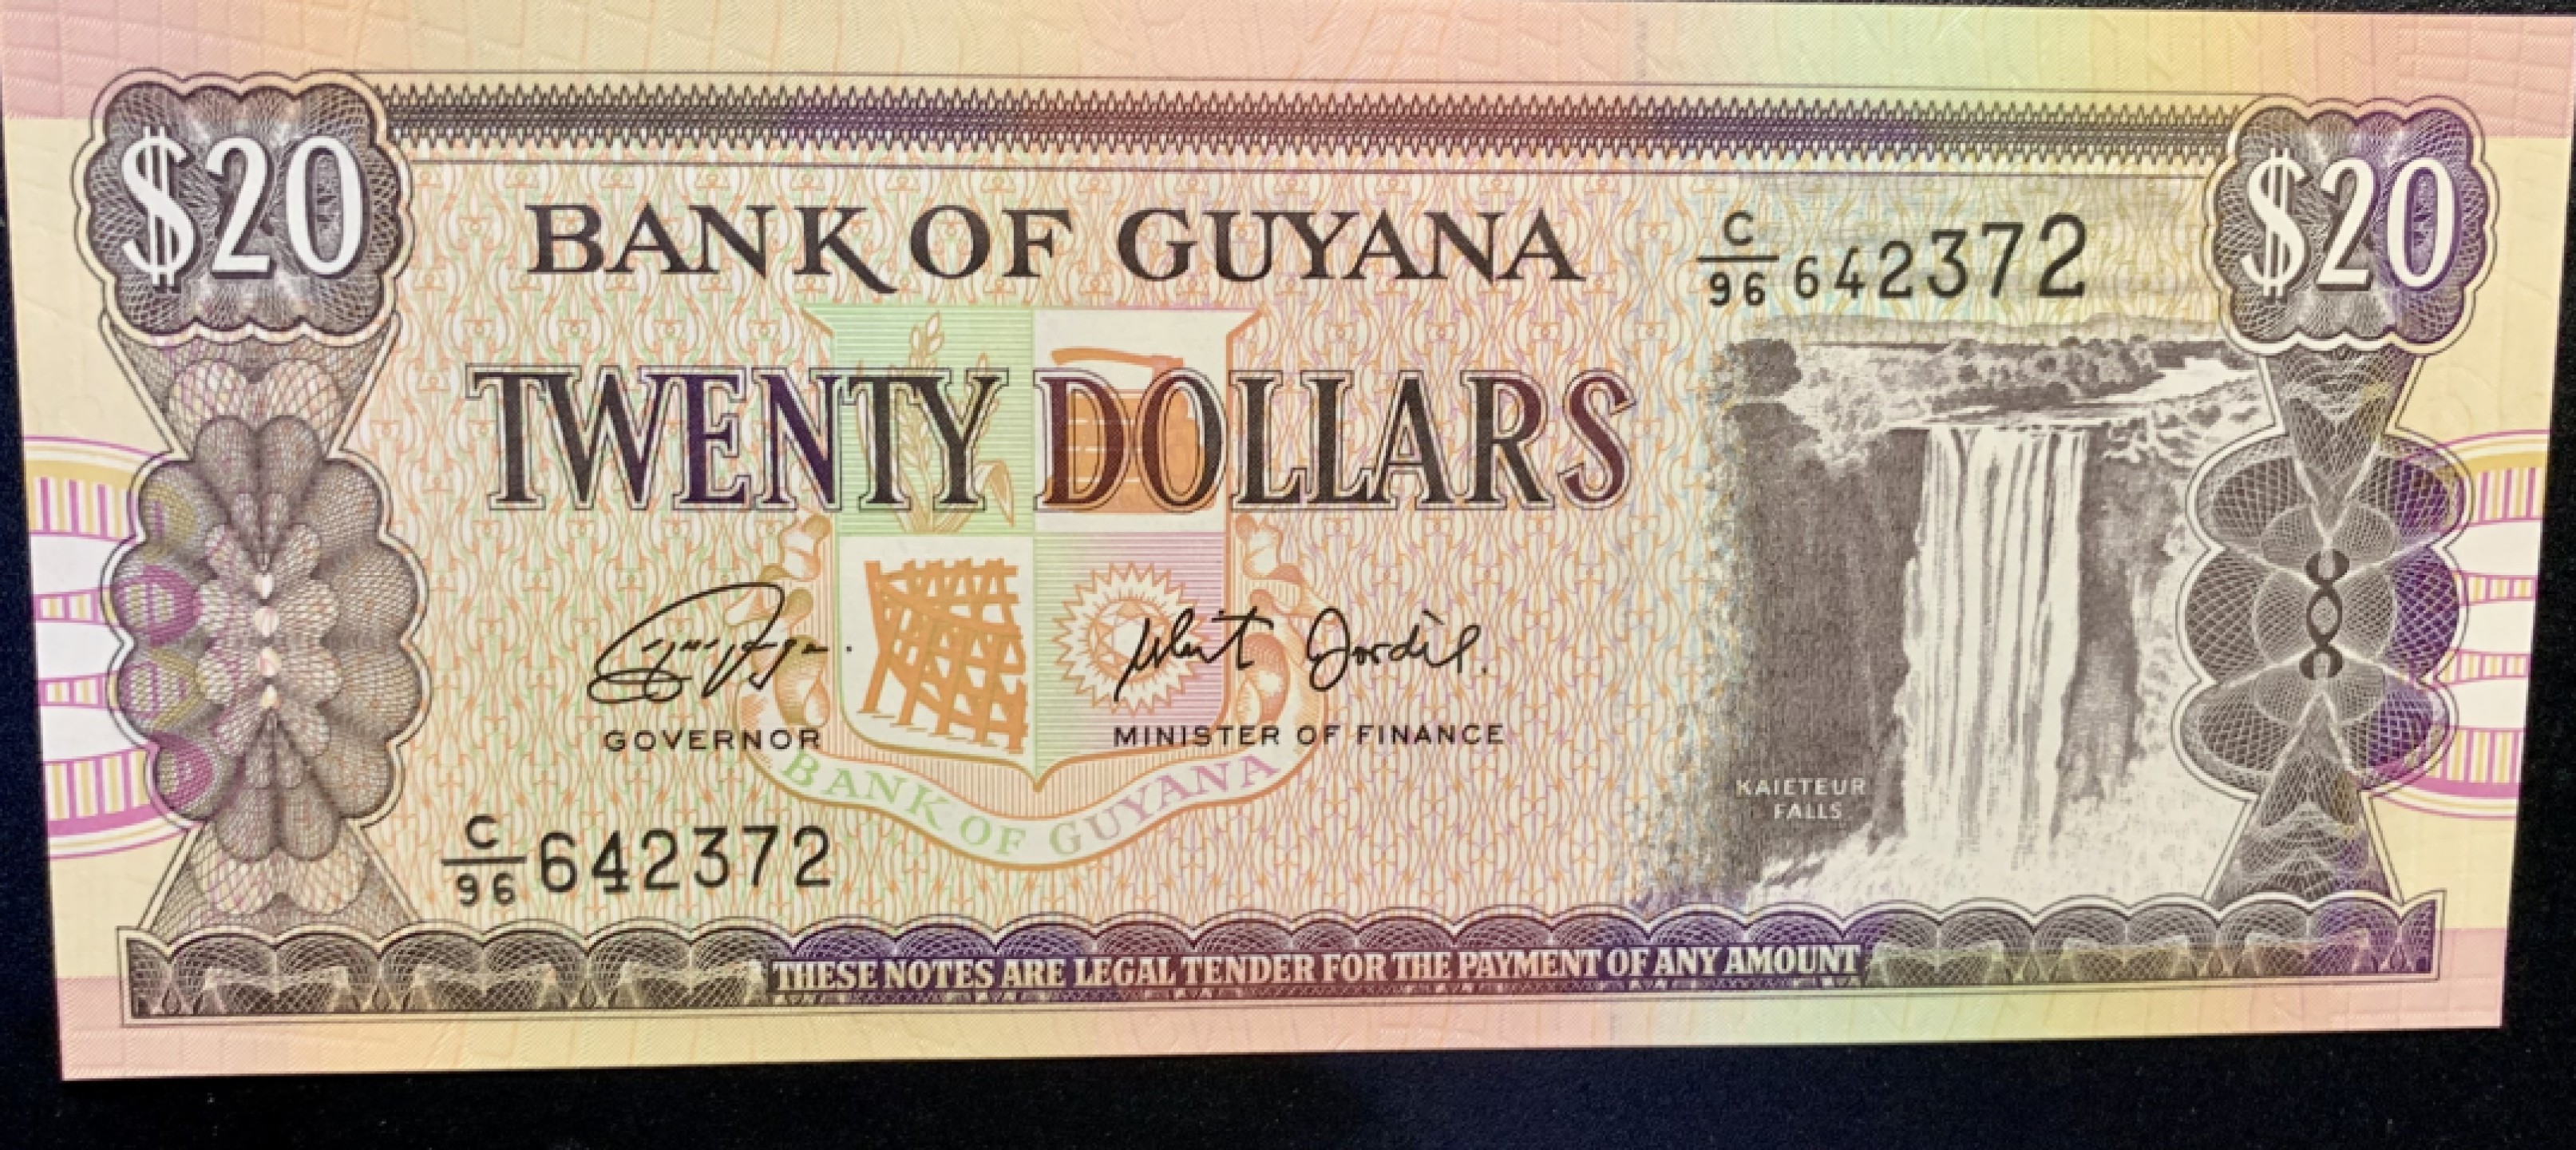 $20
$20
BANK OF GUYANA
C/96 642372
TWENTY DOLLARS
GOVERNOR
MINISTER OF FINANCE
BANK OF GUYANA
KAIETEUR
FALLS
C/96 642372
THESE NOTES ARE LEGAL TENDER FOR THE PAYMENT OF ANY AMOUNT